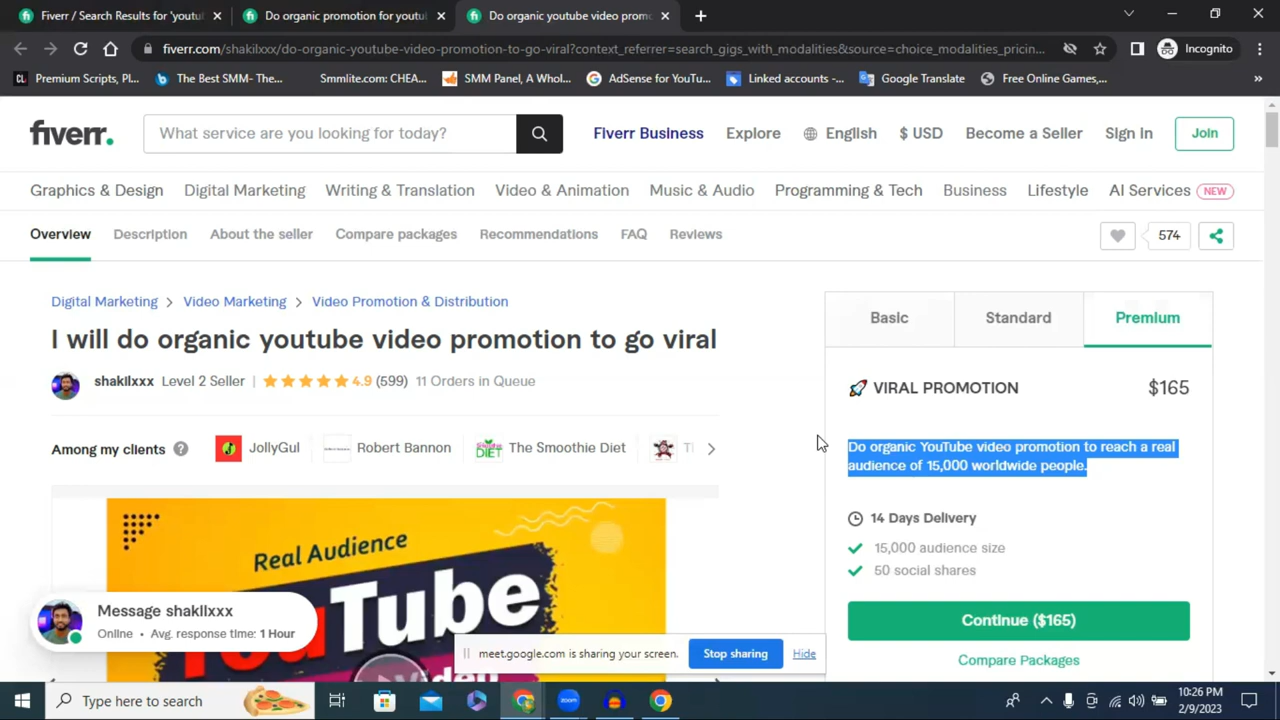 Fiverr / Search Results for 'youtu
Do organic promotion for youtu
Do organic youtube video promo
fiverr.com/shakilxxx/do-organic-youtube-video-promotion-to-go-viral?context_referrer=search_gigs_with_modalities&source=choice_modalities_pricin...
Incognito
Premium Scripts, Pl...
The Best SMM- The...
Smmlite.com: CHEA...
SMM Panel, A Whol...
AdSense for YouTu...
Linked accounts -...
Google Translate
Free Online Games,...
»
fiverr.
What service are you looking for today?
Fiverr Business
Explore
English
$ USD
Become a Seller
Sign In
Join
Graphics & Design
Digital Marketing
Writing & Translation
Video & Animation
Music & Audio
Programming & Tech
Business
Lifestyle
AI Services NEW
Overview
Description
About the seller
Compare packages
Recommendations
FAQ
Reviews
574
Digital Marketing > Video Marketing > Video Promotion & Distribution
I will do organic youtube video promotion to go viral
shakilxxx Level 2 Seller | 4.9 (599) 11 Orders in Queue
Among my clients
JollyGul
Robert Bannon
The Smoothie Diet
Basic
Standard
Premium
VIRAL PROMOTION $165
Do organic YouTube video promotion to reach a real
audience of 15,000 worldwide people.
14 Days Delivery
15,000 audience size
50 social shares
Continue ($165)
Compare Packages
Real Audience
YouTube
Message shakilxxx
Online • Avg. response time: 1 Hour
meet.google.com is sharing your screen.
Stop sharing
Hide
Type here to search
10:26 PM
2/9/2023